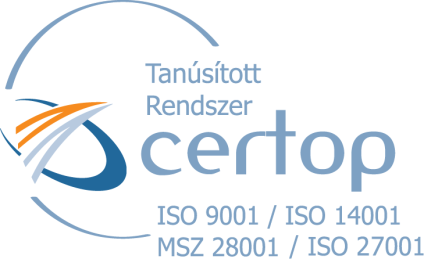 Tanúsított
Rendszer
certop
ISO 9001 / ISO 14001
MSZ 28001 / ISO 27001